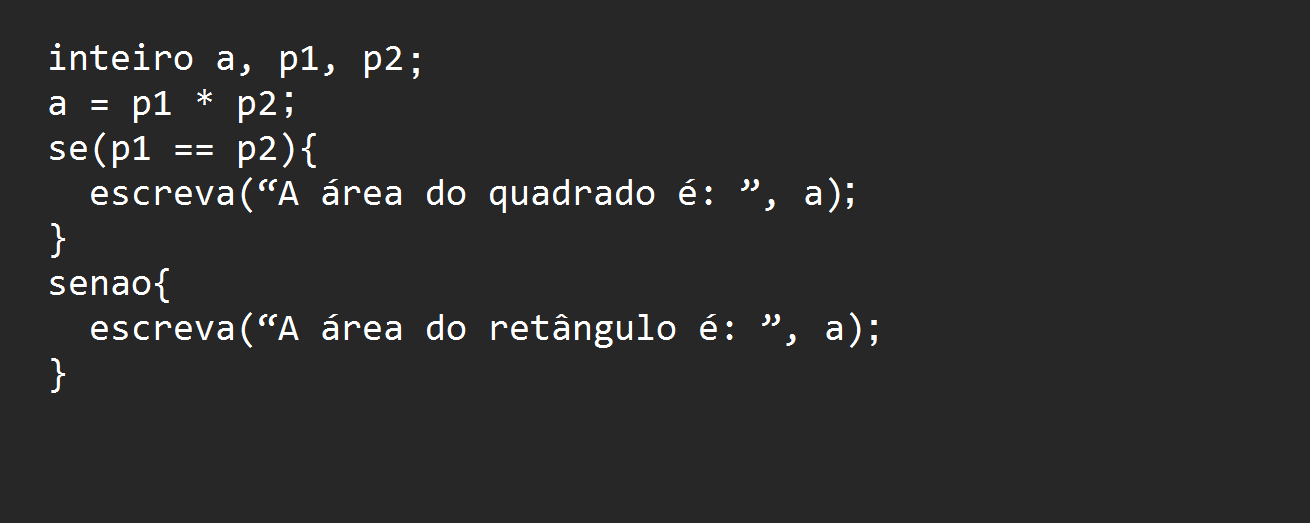 inteiro a, p1, p2;
a = p1 * p2;
se(p1 == p2){
  escreva(“A área do quadrado é: ”, a);
}
senao{
  escreva(“A área do retângulo é: ”, a);
}